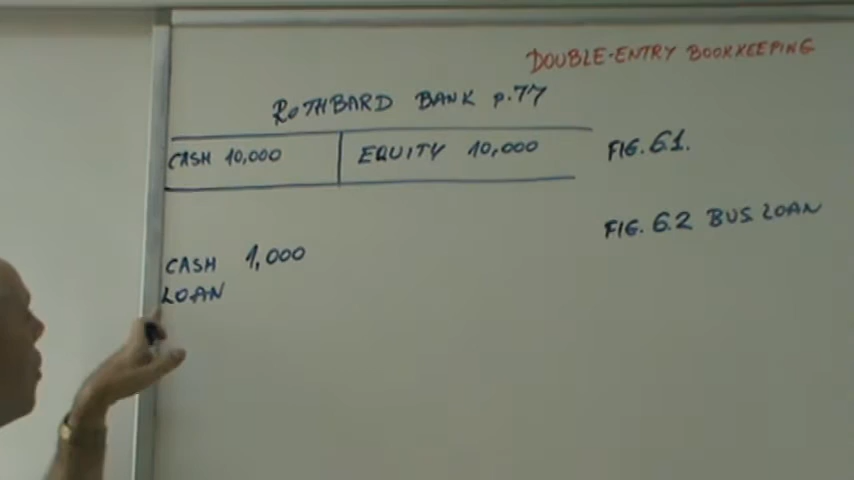 DOUBLE-ENTRY BOOKKEEPING
ROTHBARD BANK p.77
CASH 10,000 EQUITY 10,000 FIG. 6.1.
FIG. 6.2 BUS. LOAN
CASH 1,000
LOAN